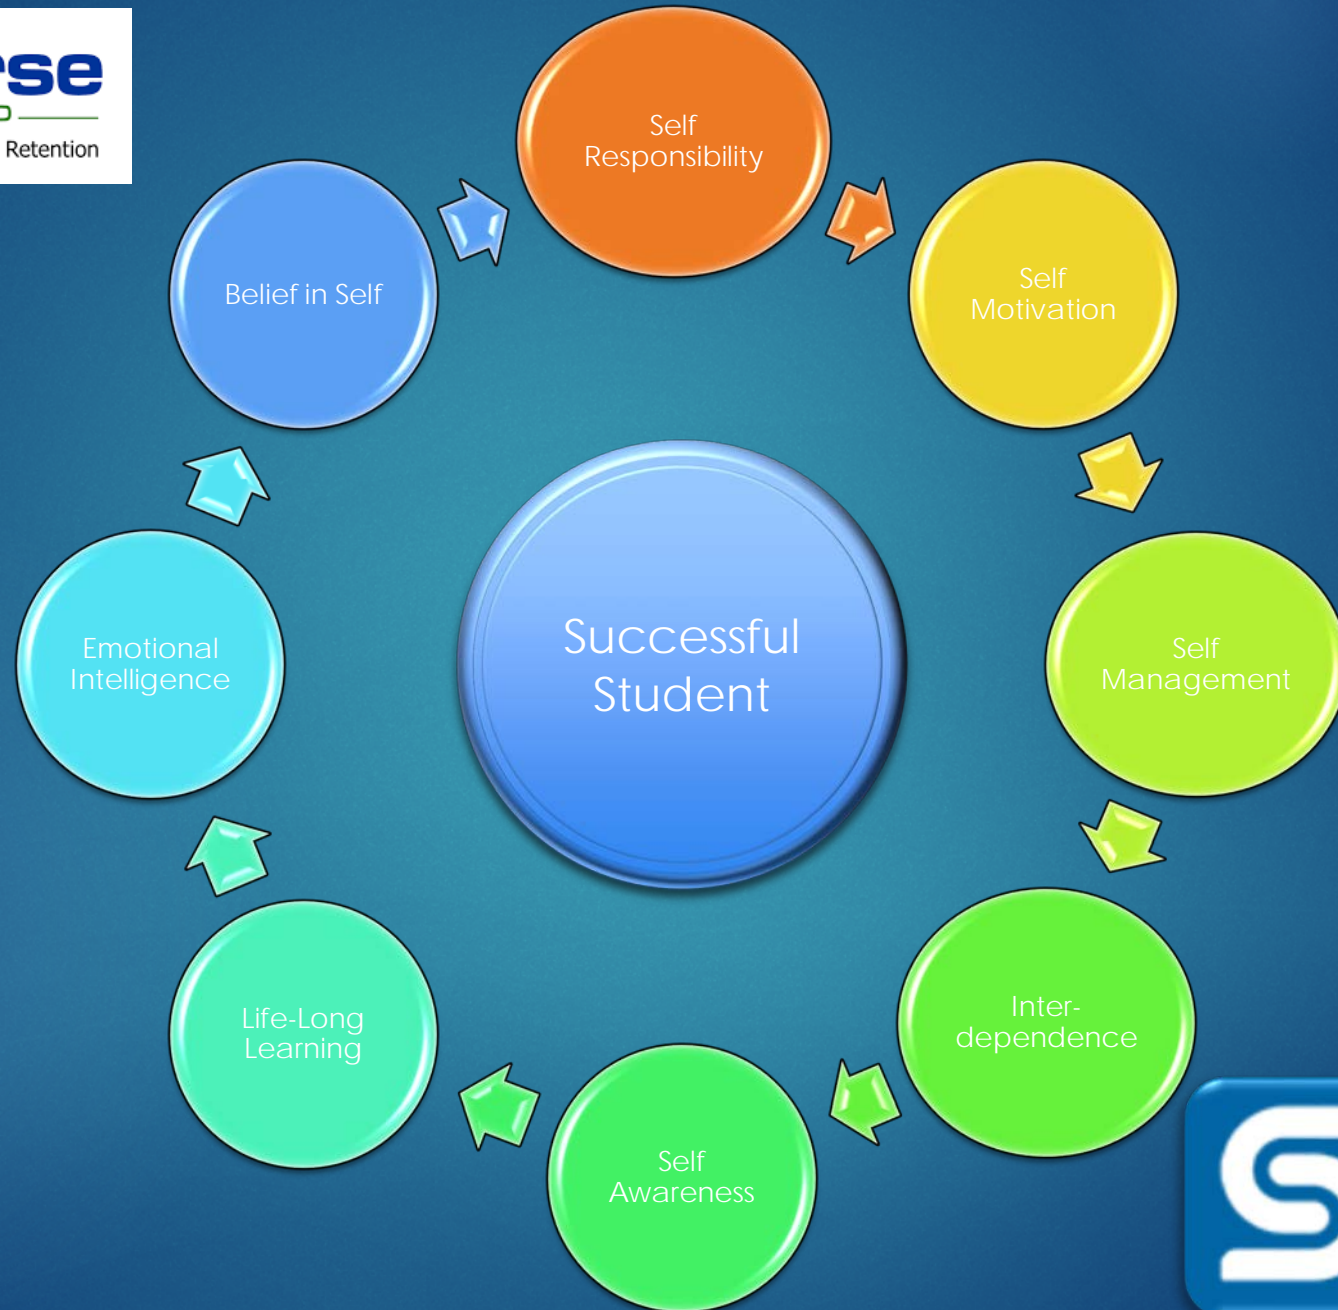 rse
Retention
Self
Responsibility
Self
Motivation
Self
Management
Inter-
dependence
Self
Awareness
Life-Long
Learning
Emotional
Intelligence
Belief in Self
Successful
Student